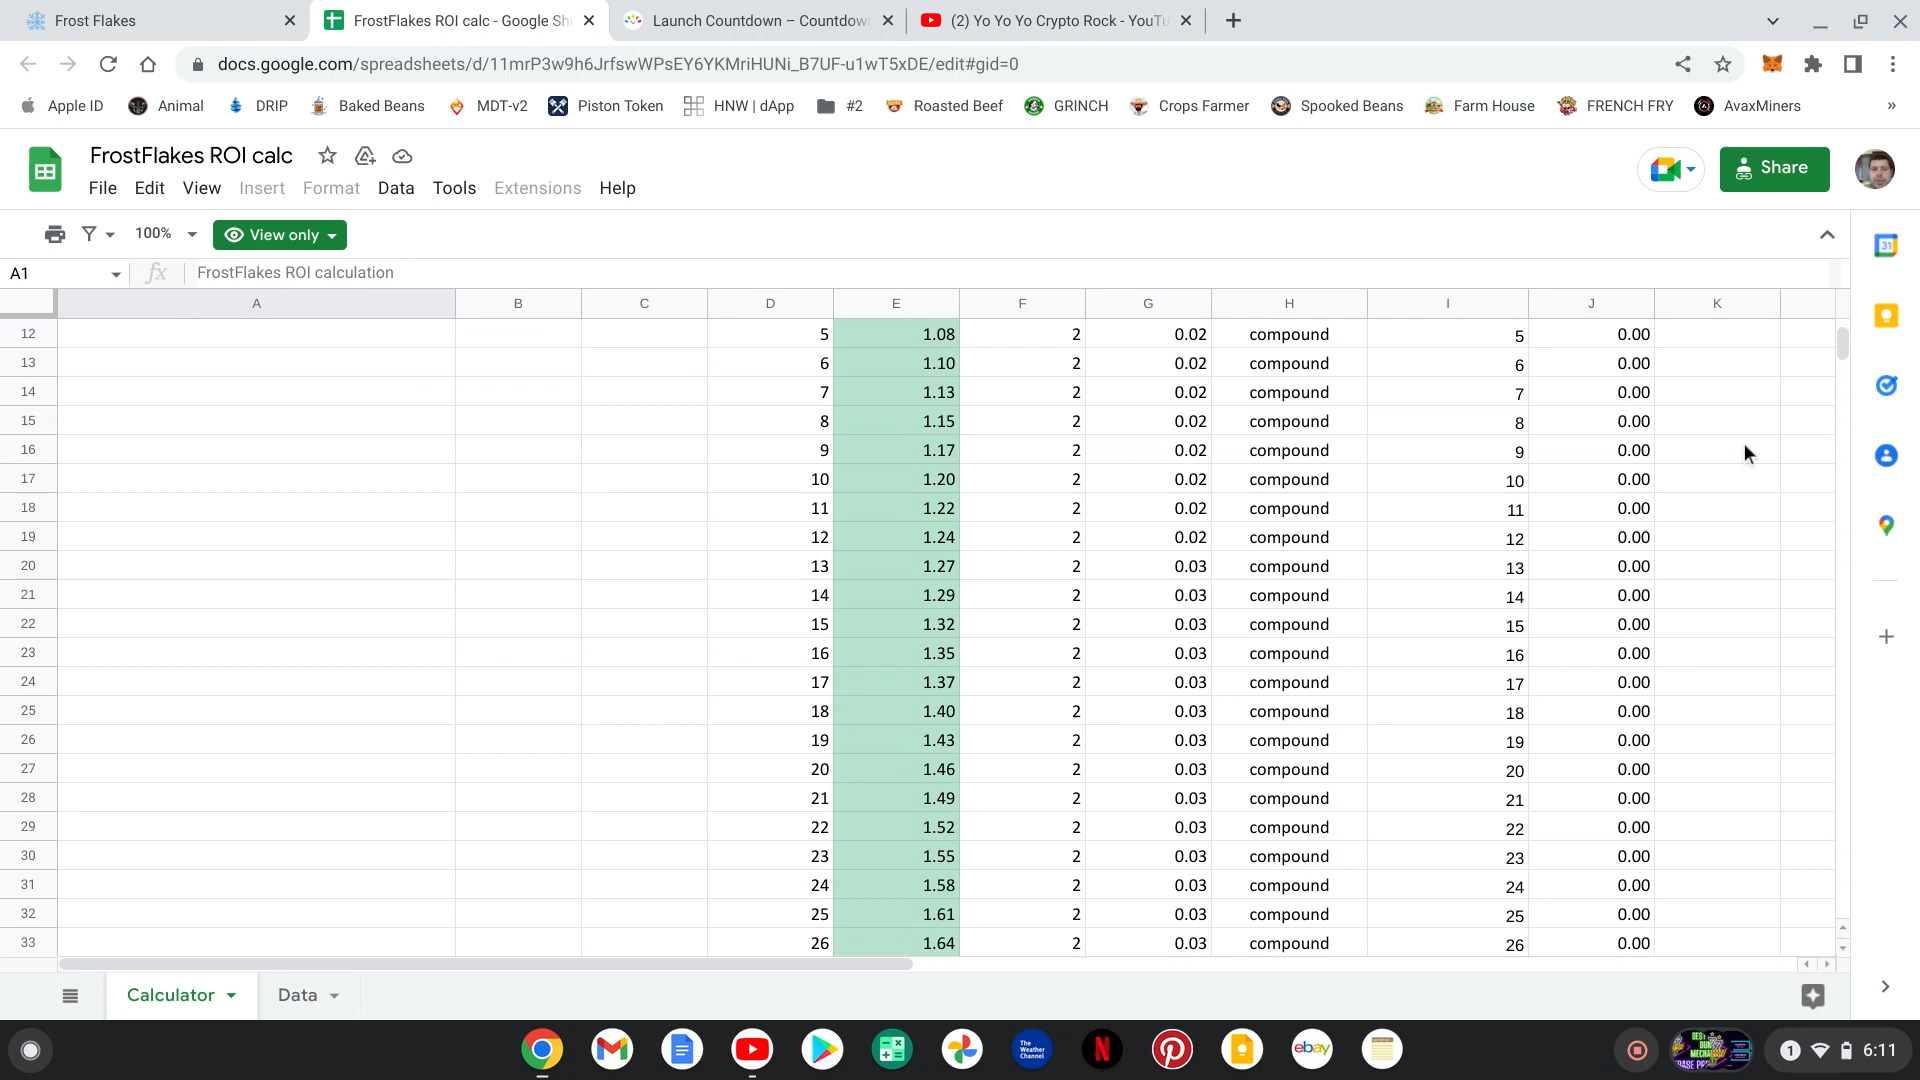 Frost Flakes
FrostFlakes ROI calc - Google Sh
Launch Countdown – Countdow
(2) Yo Yo Yo Crypto Rock - YouTu
docs.google.com/spreadsheets/d/11mrP3w9h6JrfswWPsEY6YKMriHUNi_B7UF-u1wT5xDE/edit#gid=0
Apple ID Animal DRIP Baked Beans MDT-v2 Piston Token HNW | dApp #2 Roasted Beef GRINCH Crops Farmer Spooked Beans Farm House FRENCH FRY AvaxMiners »
FrostFlakes ROI calc
File Edit View Insert Format Data Tools Extensions Help
Share
100% View only
A1 fx FrostFlakes ROI calculation
A B C D E F G H I J K
12 5 1.08 2 0.02 compound 5 0.00
13 6 1.10 2 0.02 compound 6 0.00
14 7 1.13 2 0.02 compound 7 0.00
15 8 1.15 2 0.02 compound 8 0.00
16 9 1.17 2 0.02 compound 9 0.00
17 10 1.20 2 0.02 compound 10 0.00
18 11 1.22 2 0.02 compound 11 0.00
19 12 1.24 2 0.02 compound 12 0.00
20 13 1.27 2 0.03 compound 13 0.00
21 14 1.29 2 0.03 compound 14 0.00
22 15 1.32 2 0.03 compound 15 0.00
23 16 1.35 2 0.03 compound 16 0.00
24 17 1.37 2 0.03 compound 17 0.00
25 18 1.40 2 0.03 compound 18 0.00
26 19 1.43 2 0.03 compound 19 0.00
27 20 1.46 2 0.03 compound 20 0.00
28 21 1.49 2 0.03 compound 21 0.00
29 22 1.52 2 0.03 compound 22 0.00
30 23 1.55 2 0.03 compound 23 0.00
31 24 1.58 2 0.03 compound 24 0.00
32 25 1.61 2 0.03 compound 25 0.00
33 26 1.64 2 0.03 compound 26 0.00
31
Calculator Data
The Weather Channel
N
ebay
1 6:11